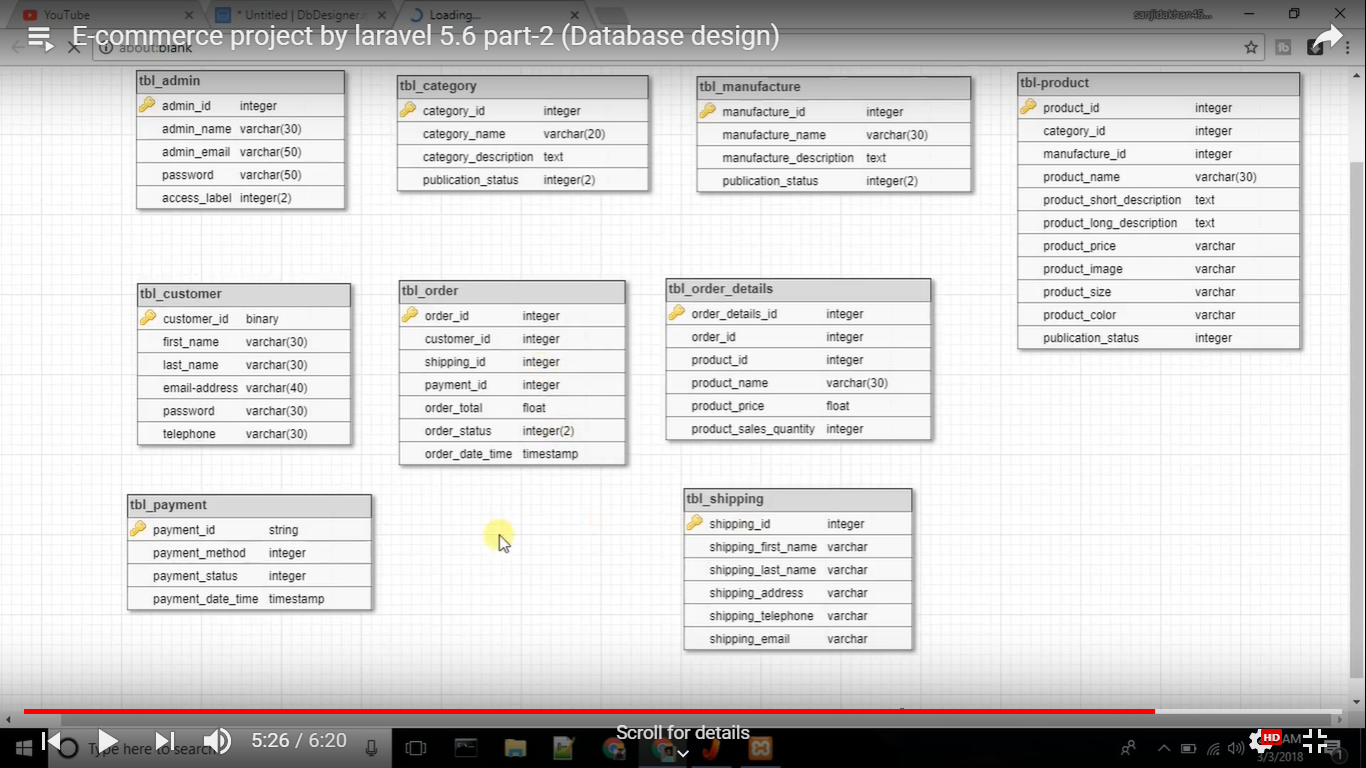 YouTube
* Untitled | DbDesigner.n
Loading...
sanjidakhan45...
E-commerce project by laravel 5.6 part-2 (Database design)
about:blank
tbl_admin
admin_id integer
admin_name varchar(30)
admin_email varchar(50)
password varchar(50)
access_label integer(2)
tbl_category
category_id integer
category_name varchar(20)
category_description text
publication_status integer(2)
tbl_manufacture
manufacture_id integer
manufacture_name varchar(30)
manufacture_description text
publication_status integer(2)
tbl-product
product_id integer
category_id integer
manufacture_id integer
product_name varchar(30)
product_short_description text
product_long_description text
product_price varchar
product_image varchar
product_size varchar
product_color varchar
publication_status integer
tbl_customer
customer_id binary
first_name varchar(30)
last_name varchar(30)
email-address varchar(40)
password varchar(30)
telephone varchar(30)
tbl_order
order_id integer
customer_id integer
shipping_id integer
payment_id integer
order_total float
order_status integer(2)
order_date_time timestamp
tbl_order_details
order_details_id integer
order_id integer
product_id integer
product_name varchar(30)
product_price float
product_sales_quantity integer
tbl_payment
payment_id string
payment_method integer
payment_status integer
payment_date_time timestamp
tbl_shipping
shipping_id integer
shipping_first_name varchar
shipping_last_name varchar
shipping_address varchar
shipping_telephone varchar
shipping_email varchar
Scroll for details
5:26 / 6:20
Type here to search
HD
AM
3/3/2018
1